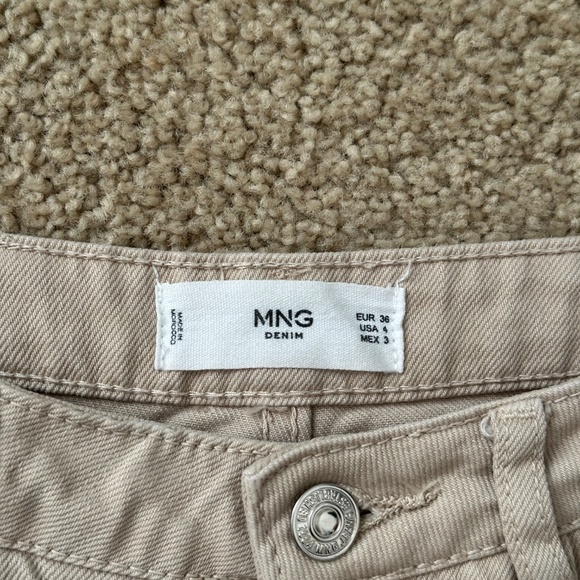 MADE IN
MOROCCO
MNG
DENIM
EUR 36
USA 4
MEX 3